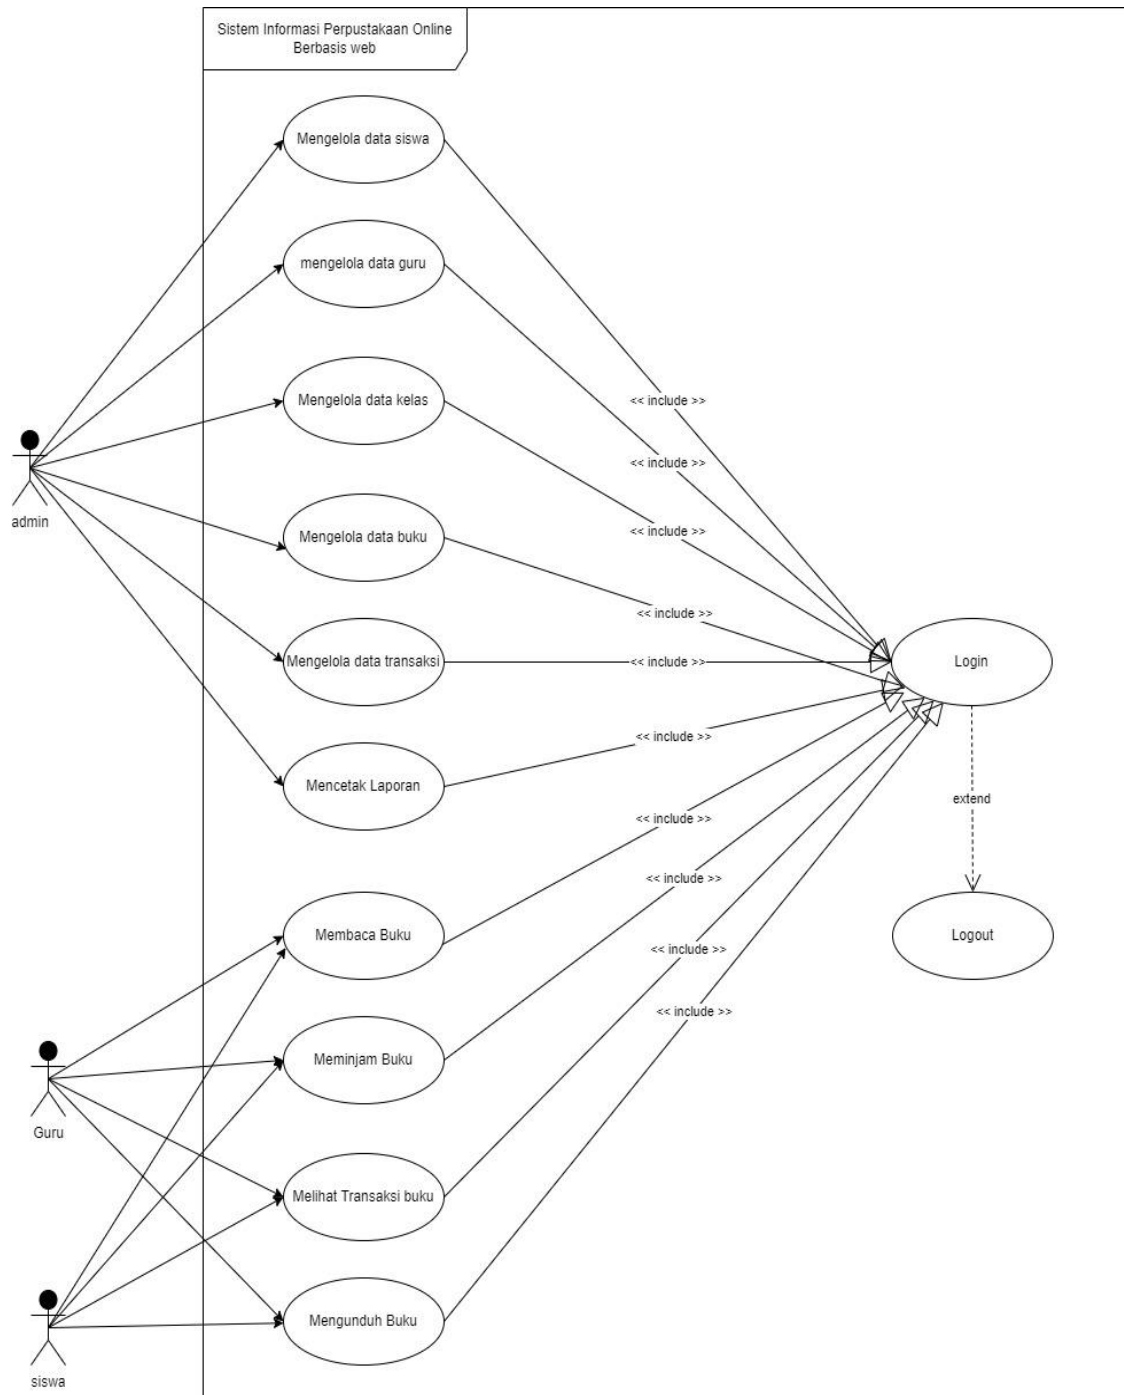 Sistem Informasi Perpustakaan Online
Berbasis web
Mengelola data siswa
mengelola data guru
Mengelola data kelas
<< include >>
<< include >>
admin
Mengelola data buku
<< include >>
<< include >>
Mengelola data transaksi
<< include >>
Login
Mencetak Laporan
<< include >>
extend
<< include >>
<< include >>
Membaca Buku
Logout
<< include >>
<< include >>
Meminjam Buku
Guru
Melihat Transaksi buku
Mengunduh Buku
siswa